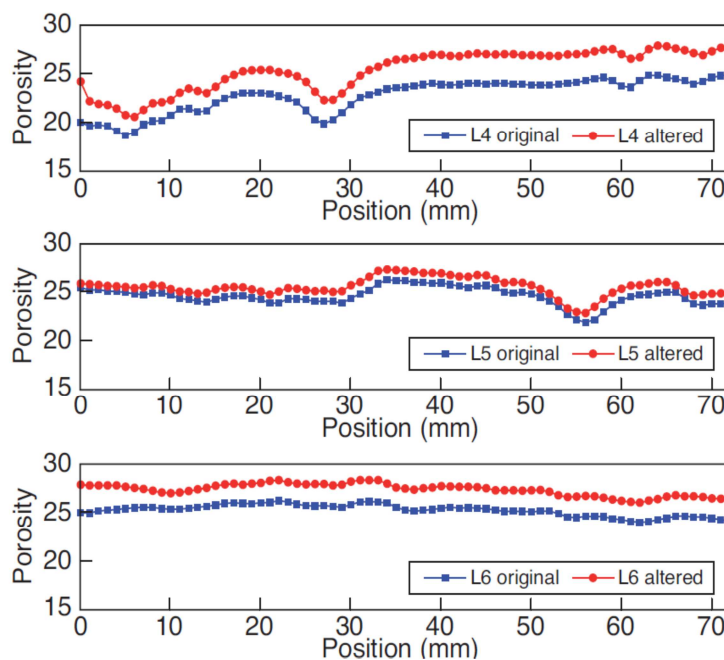 30
25
20
15
Porosity
L4 original L4 altered
0 10 20 30 40 50 60 70
Position (mm)
30
25
20
15
Porosity
L5 original L5 altered
0 10 20 30 40 50 60 70
Position (mm)
30
25
20
15
Porosity
L6 original L6 altered
0 10 20 30 40 50 60 70
Position (mm)